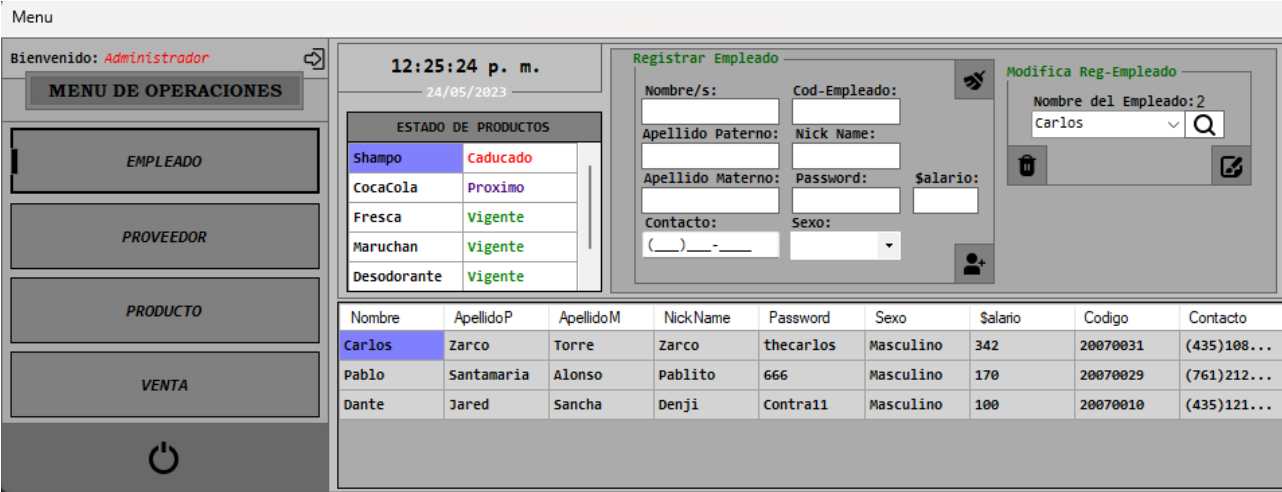 Menu
Bienvenido: Administrador
MENU DE OPERACIONES
EMPLEADO
PROVEEDOR
PRODUCTO
VENTA
12:25:24 p. m.
24/05/2023
ESTADO DE PRODUCTOS
Shampo Caducado
CocaCola Proximo
Fresca Vigente
Maruchan Vigente
Desodorante Vigente
Registrar Empleado
Nombre/s: Cod-Empleado:
Apellido Paterno: Nick Name:
Apellido Materno: Password: $alario:
Contacto: Sexo:
(___)___-____
Modifica Reg-Empleado
Nombre del Empleado:2
Carlos
Nombre ApellidoP ApellidoM NickName Password Sexo $alario Codigo Contacto
Carlos Zarco Torre Zarco thecarlos Masculino 342 20070031 (435)108...
Pablo Santamaria Alonso Pablito 666 Masculino 170 20070029 (761)212...
Dante Jared Sancha Denji Contra11 Masculino 100 20070010 (435)121...